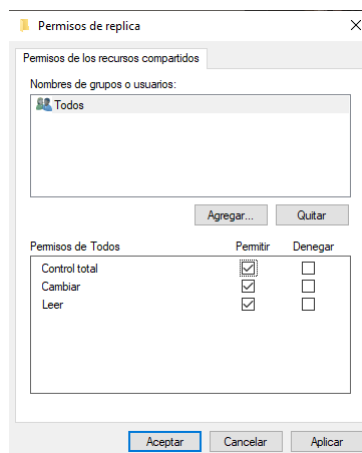 Permisos de replica
Permisos de los recursos compartidos
Nombres de grupos o usuarios:
Todos
Agregar... Quitar
Permisos de Todos Permitir Denegar
Control total
Cambiar
Leer
Aceptar Cancelar Aplicar